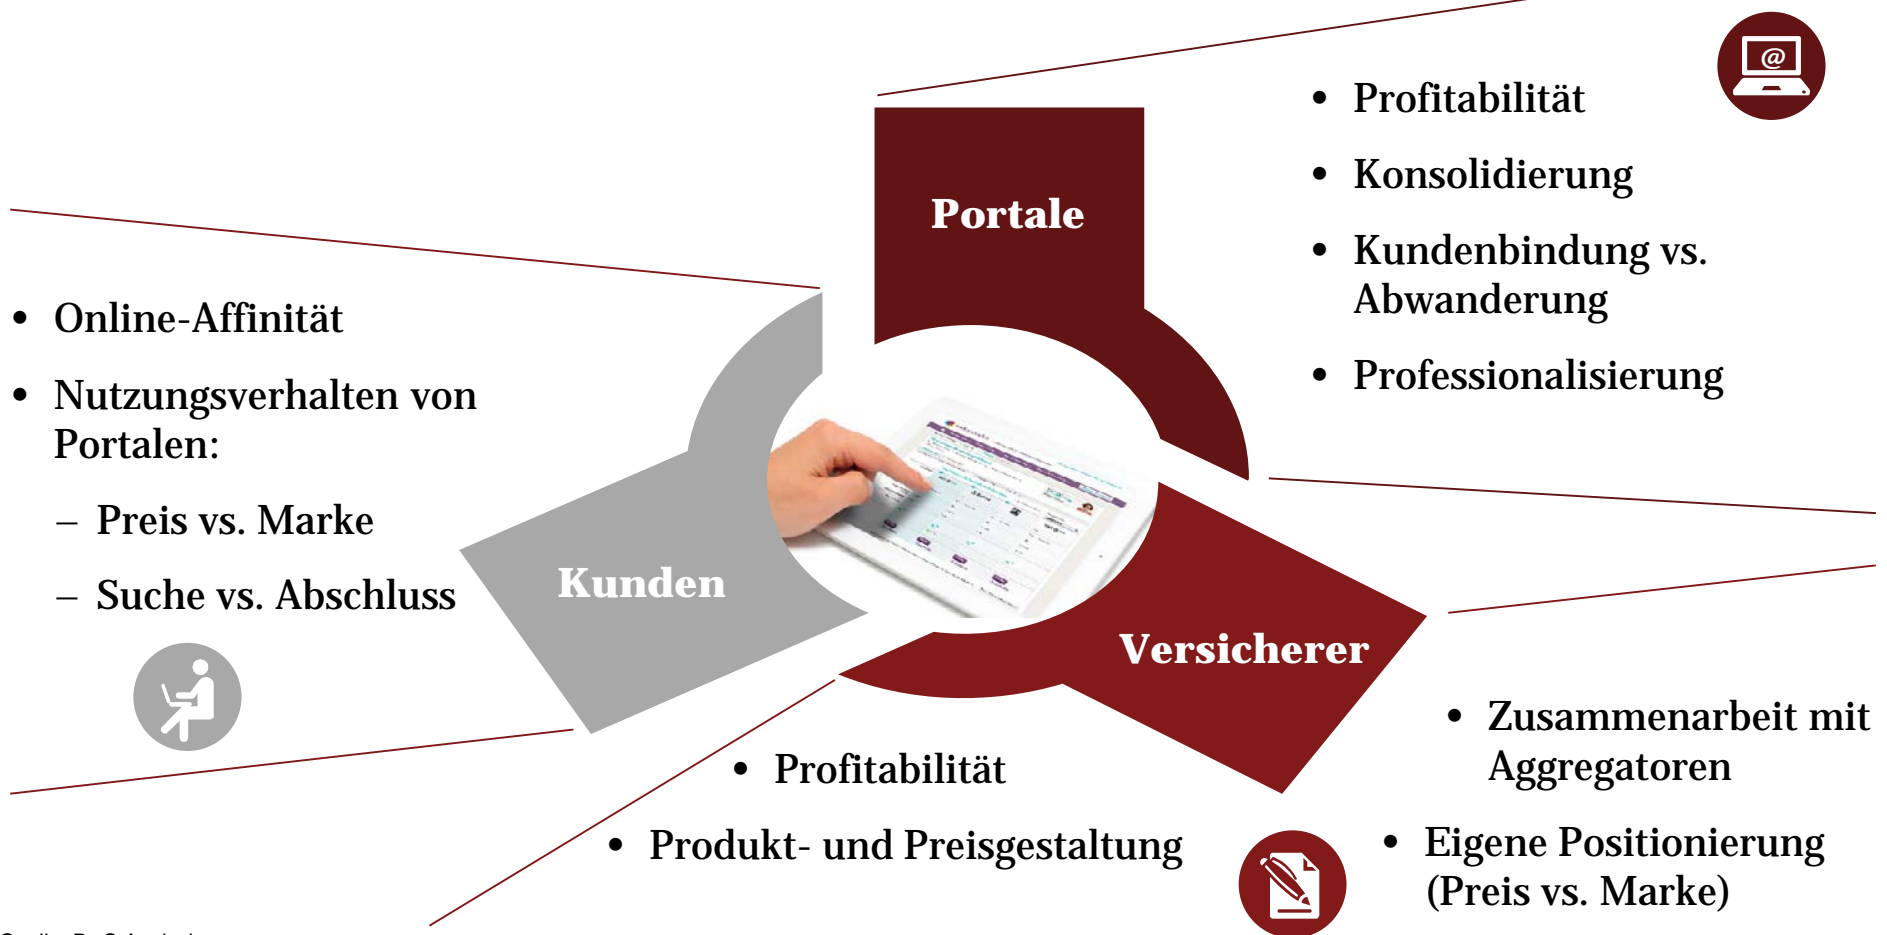 Portale
• Profitabilität
• Konsolidierung
• Kundenbindung vs.
Abwanderung
• Professionalisierung
• Online-Affinität
• Nutzungsverhalten von
Portalen:
– Preis vs. Marke
– Suche vs. Abschluss
Kunden
Versicherer
• Profitabilität
• Produkt- und Preisgestaltung
• Zusammenarbeit mit
Aggregatoren
• Eigene Positionierung
(Preis vs. Marke)
@